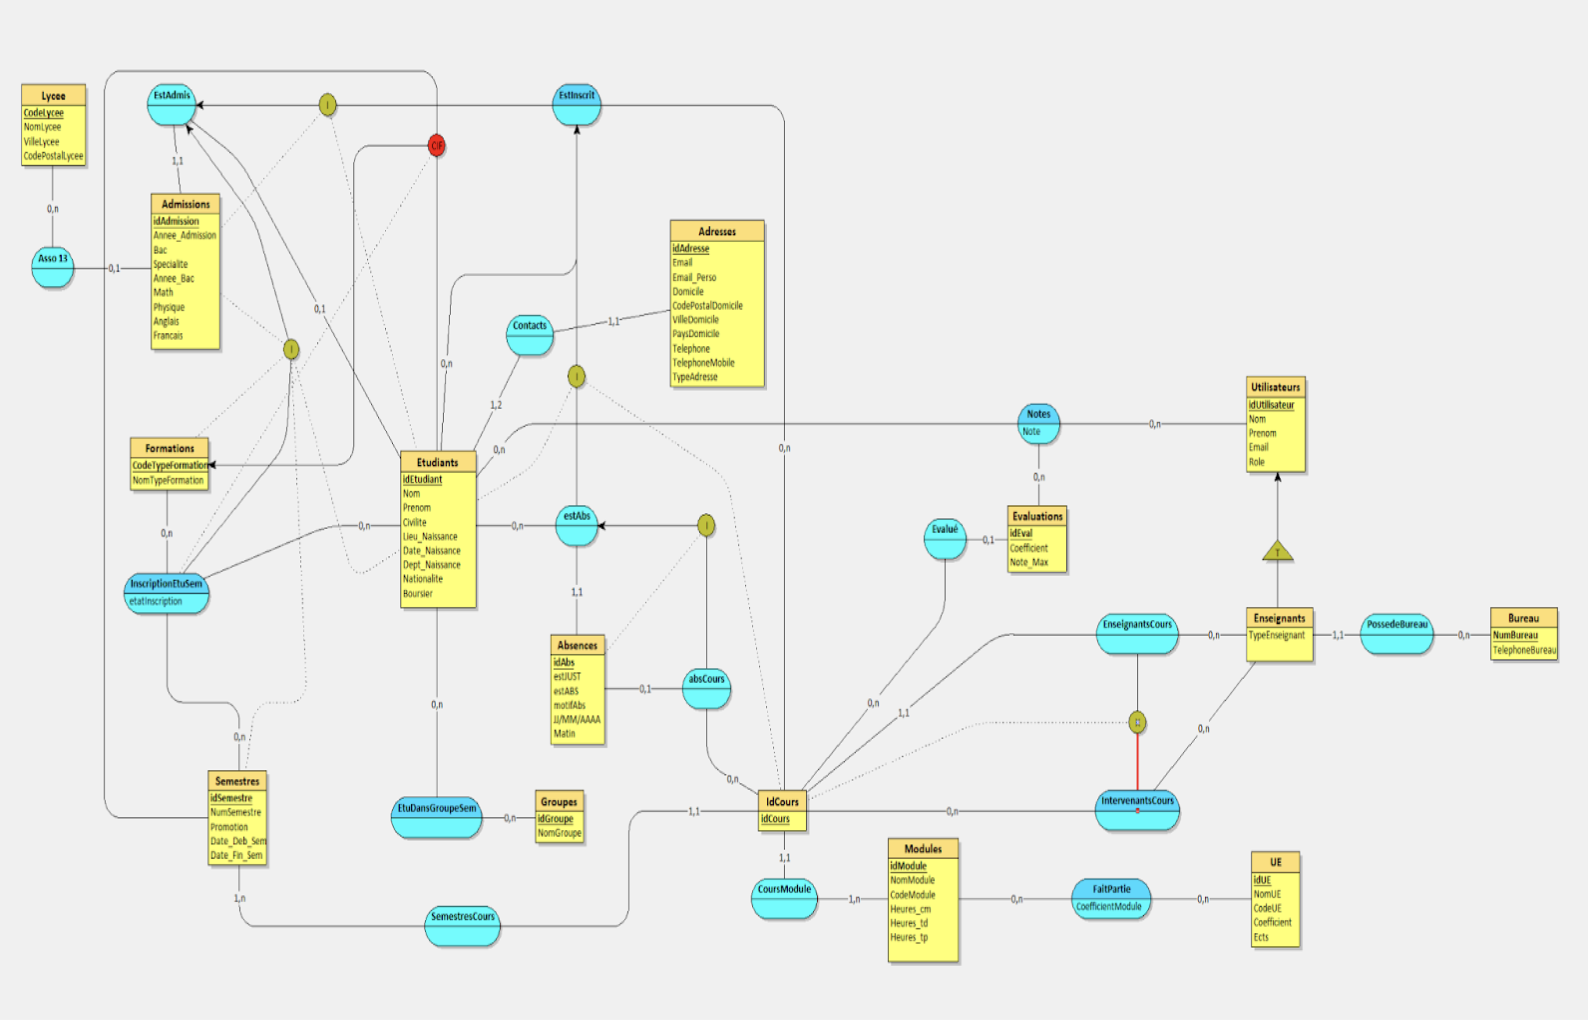 Lycee
CodeLycee
NomLycee
VilleLycee
CodePostalLycee
0,n
Asso 13
0,1
EstAdmis
1,1
Admissions
idAdmission
Annee_Admission
Bac
Specialite
Annee_Bac
Math
Physique
Anglais
Francais
I
CIF
EstInscrit
0,1
0,n
I
Contacts
1,1
1,2
Adresses
idAdresse
Email
Email_Perso
Domicile
CodePostalDomicile
VilleDomicile
PaysDomicile
Telephone
TelephoneMobile
TypeAdresse
I
0,n
0,n
Formations
CodeTypeFormation
NomTypeFormation
0,n
InscriptionEtuSem
etatInscription
0,n
Etudiants
idEtudiant
Nom
Prenom
Civilite
Lieu_Naissance
Date_Naissance
Dept_Naissance
Nationalite
Boursier
0,n
estAbs
I
1,1
Absences
idAbs
estJUST
estABS
motifAbs
JJ/MM/AAAA
Matin
0,1
absCours
0,n
Notes
Note
0,n
0,n
Evaluations
idEval
Coefficient
Note_Max
0,1
Evalué
0,n
Utilisateurs
idUtilisateur
Nom
Prenom
Email
Role
T
Enseignants
TypeEnseignant
0,n
EnseignantsCours
1,1
1,1
PossedeBureau
0,n
Bureau
NumBureau
TelephoneBureau
0,n
IntervenantsCours
0,n
0,n
Semestres
idSemestre
NumSemestre
Promotion
Date_Deb_Sem
Date_Fin_Sem
1,n
SemestresCours
1,1
0,n
EtuDansGroupeSem
0,n
Groupes
idGroupe
NomGroupe
IdCours
idCours
1,1
CoursModule
1,n
Modules
idModule
NomModule
CodeModule
Heures_cm
Heures_td
Heures_tp
0,n
FaitPartie
CoefficientModule
0,n
UE
idUE
NomUE
CodeUE
Coefficient
Ects